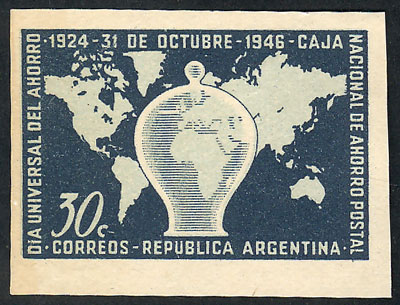 DIA UNIVERSAL DEL AHORRO
·1924-31 DE OCTUBRE-1946-CAJA
NACIONAL DE AHORRO POSTAL
30c
·CORREOS-REPUBLICA ARGENTINA·